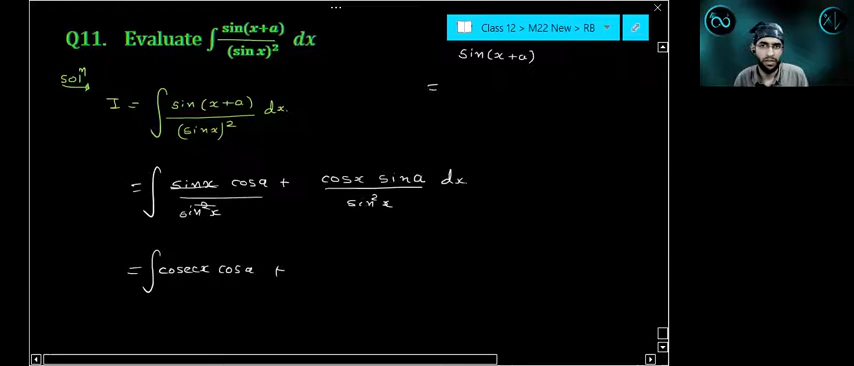 Q11. Evaluate ∫ sin(x+a)/(sin x)² dx
Class 12 > M22 New > RB
sin(x+a)
=
Solⁿ
I = ∫ sin(x+a)/(sinx)² dx.
= ∫ sinx cosa/sin²x + cosx sina/sin²x dx.
= ∫ cosecx cosa +